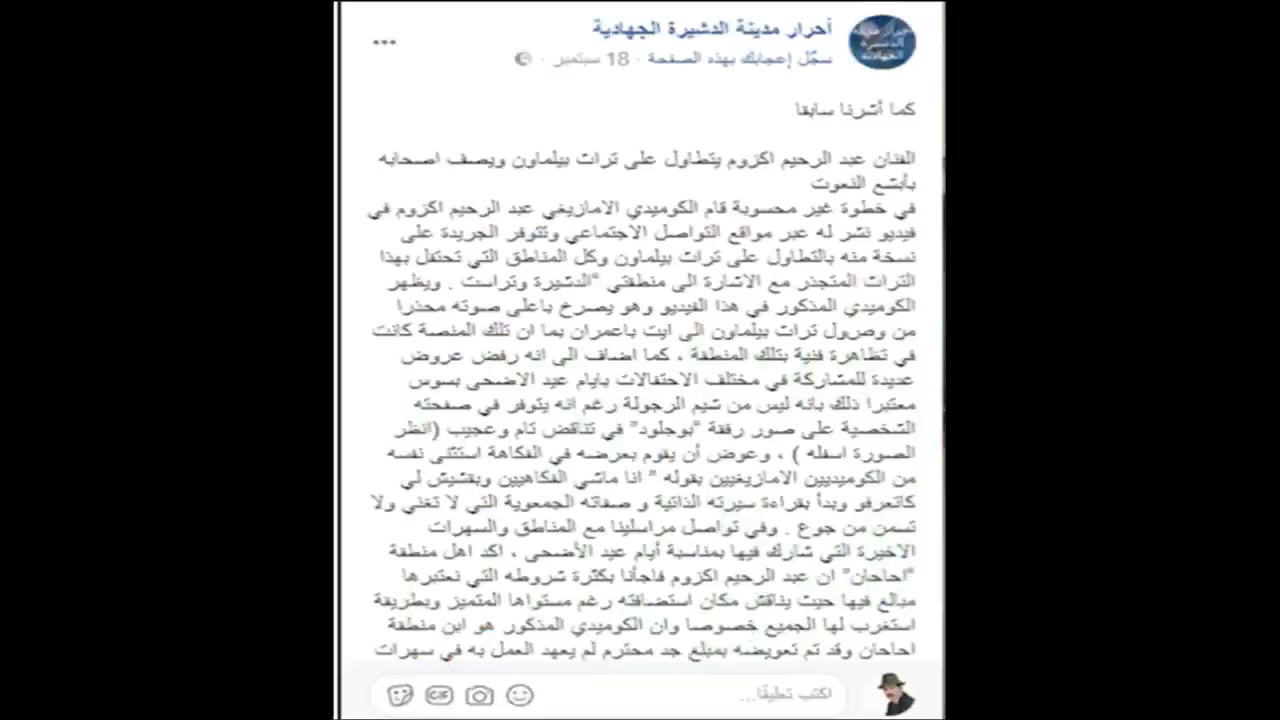 أحرار مدينة الدشيرة الجهادية
سجّل إعجابك بهذه الصفحة · 18 سبتمبر ·
كما أشرنا سابقا
الفنان عبد الرحيم اكزوم يتطاول على تراث بيلماون ويصف اصحابه
بأبشع النعوت
في خطوة غير محسوبة قام الكوميدي الامازيغي عبد الرحيم اكزوم في
فيديو نشر له عبر مواقع التواصل الاجتماعي وتتوفر الجريدة على
نسخة منه بالتطاول على تراث بيلماون وكل المناطق التي تحتفل بهذا
التراث المتجذر مع الاشارة الى منطقتي "الدشيرة وتراست . ويظهر
الكوميدي المذكور في هذا الفيديو وهو يصرخ باعلى صوته محذرا
من وصرول تراث بيلماون الى ايت باعمران بما ان تلك المنصة كانت
في تظاهرة فنية بتلك المنطقة ، كما اضاف الى انه رفض عروض
عديدة للمشاركة في مختلف الاحتفالات بايام عيد الاضحى بسوس
معتبرا ذلك بانه ليس من شيم الرجولة رغم انه يتوفر في صفحته
الشخصية على صور رفقة "بوجلود" في تناقض تام وعجيب (انظر
الصورة اسفله ) ، وعوض أن يقوم بعرضه في الفكاهة استثنى نفسه
من الكوميديين الامازيغيين بقوله " انا ماشي الفكاهيين وبقشيش لي
كاتعرفو وبدأ بقراءة سيرته الذاتية و صفاته الجمعوية التي لا تغني ولا
تسمن من جوع . وفي تواصل مراسلينا مع المناطق والسهرات
الاخيرة التي شارك فيها بمناسبة أيام عيد الأضحى ، اكد اهل منطقة
"احاحان" ان عبد الرحيم اكزوم فاجأنا بكثرة شروطه التي نعتبرها
مبالغ فيها حيث يناقش مكان استضافته رغم مستواها المتميز وبطريقة
استغرب لها الجميع خصوصا وان الكوميدي المذكور هو ابن منطقة
احاحان وقد تم تعويضه بمبلغ جد محترم لم يعهد العمل به في سهرات
اكتب تعليقًا...
GIF